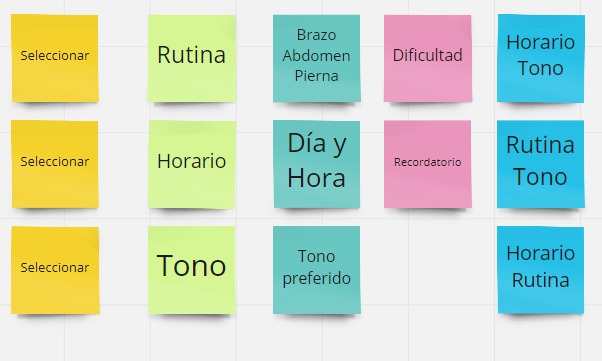 Seleccionar
Rutina
Brazo
Abdomen
Pierna
Dificultad
Horario
Tono
Seleccionar
Horario
Día y
Hora
Recordatorio
Rutina
Tono
Seleccionar
Tono
Tono
preferido
Horario
Rutina